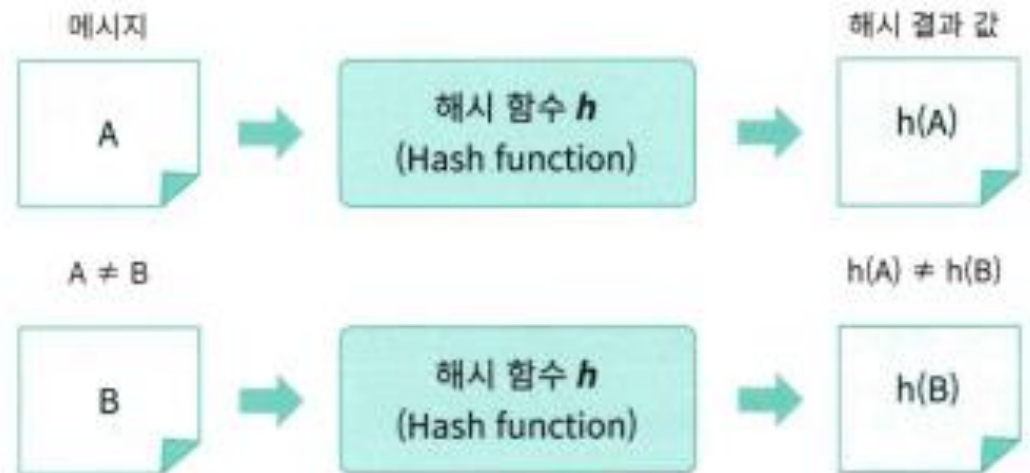 메시지
해시 결과 값
A
해시 함수 h
(Hash function)
h(A)
A ≠ B
h(A) ≠ h(B)
B
해시 함수 h
(Hash function)
h(B)